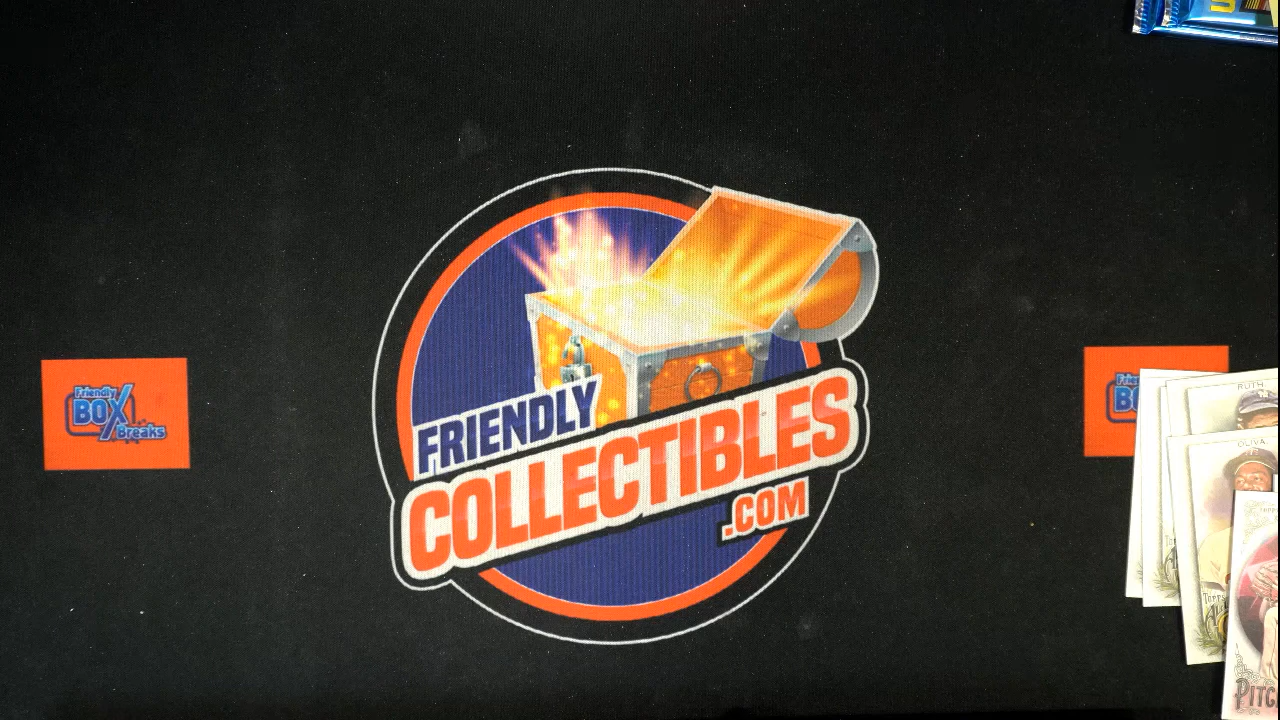 FRIENDLY
COLLECTIBLES
.COM
Friendly
BOX
Breaks
RUTH
OLIVA